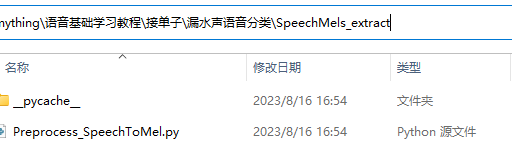 nything\语音基础学习教程\接单子\漏水声语音分类\SpeechMels_extract
名称 修改日期 类型
__pycache__ 2023/8/16 16:54 文件夹
Preprocess_SpeechToMel.py 2023/8/16 16:54 Python 源文件